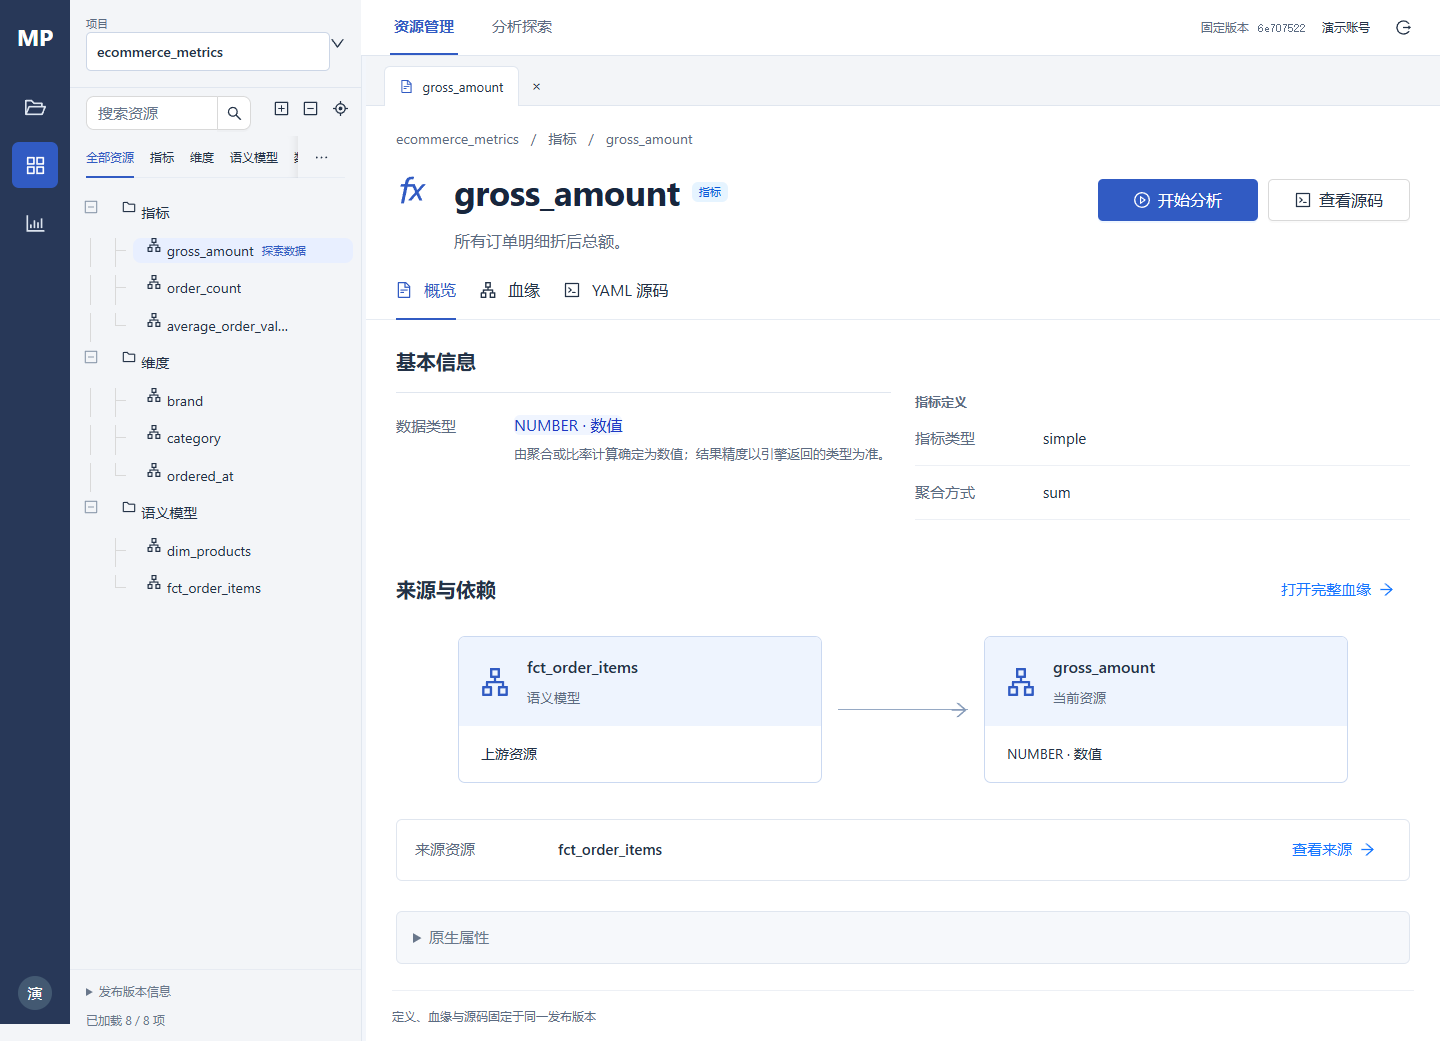 MP
项目
ecommerce_metrics
资源管理
分析探索
固定版本 6e707522 演示账号
gross_amount ×
搜索资源
全部资源 指标 维度 语义模型 ···
指标
gross_amount 探索数据
order_count
average_order_val...
维度
brand
category
ordered_at
语义模型
dim_products
fct_order_items
发布版本信息
已加载 8 / 8 项
演
ecommerce_metrics / 指标 / gross_amount
fx gross_amount 指标
所有订单明细折后总额。
开始分析 查看源码
概览 血缘 YAML 源码
基本信息
数据类型 NUMBER · 数值
由聚合或比率计算确定为数值；结果精度以引擎返回的类型为准。
指标定义
指标类型 simple
聚合方式 sum
来源与依赖 打开完整血缘
fct_order_items
语义模型
上游资源
gross_amount
当前资源
NUMBER · 数值
来源资源 fct_order_items 查看来源
原生属性
定义、血缘与源码固定于同一发布版本